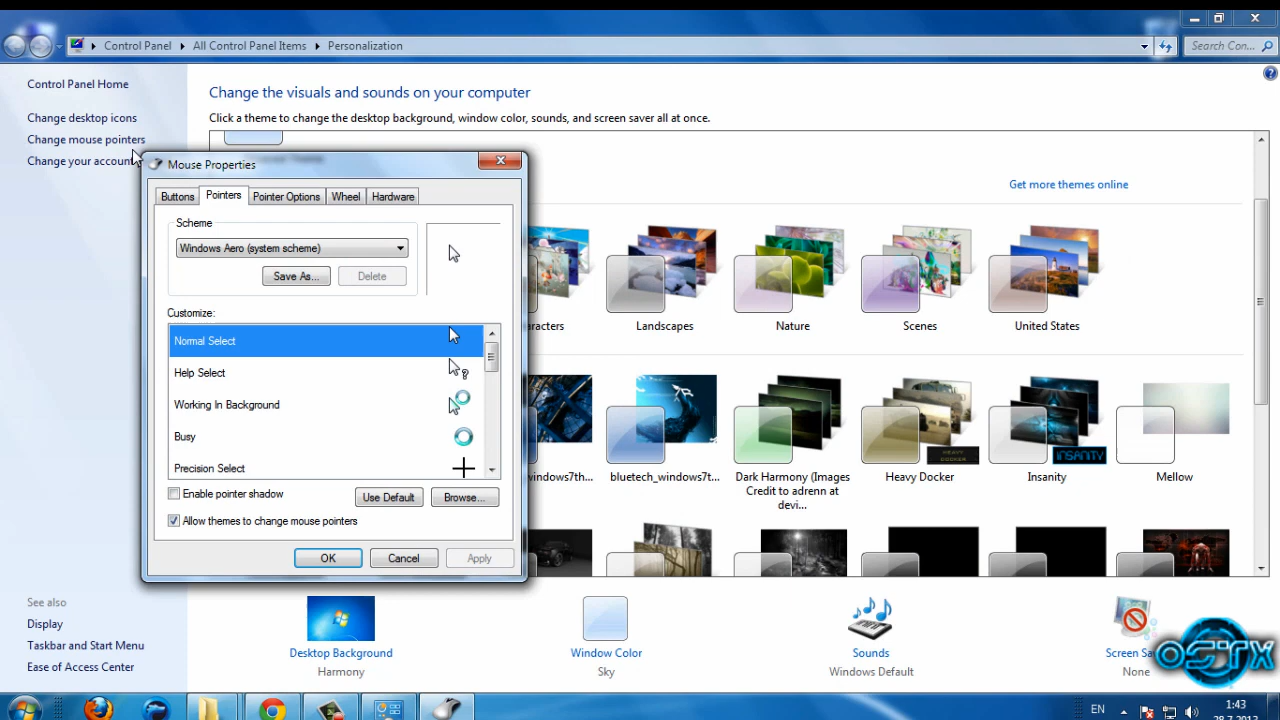 Control Panel
All Control Panel Items
Personalization
Search Con...
Control Panel Home
Change desktop icons
Change mouse pointers
Change your accoun
Change the visuals and sounds on your computer
Click a theme to change the desktop background, window color, sounds, and screen saver all at once.
Get more themes online
aracters
Landscapes
Nature
Scenes
United States
windows7th...
bluetech_windows7t...
Dark Harmony (Images
Credit to adrenn at
devi...
Heavy Docker
Insanity
Mellow
HEAVY
DOCKER
INSANITY
Mouse Properties
Buttons
Pointers
Pointer Options
Wheel
Hardware
Scheme
Windows Aero (system scheme)
Save As...
Delete
Customize:
Normal Select
Help Select
Working In Background
Busy
Precision Select
Enable pointer shadow
Use Default
Browse...
Allow themes to change mouse pointers
OK
Cancel
Apply
See also
Display
Taskbar and Start Menu
Ease of Access Center
Desktop Background
Harmony
Window Color
Sky
Sounds
Windows Default
Screen Sa
None
OSTX
EN
1:43
28.7.2013